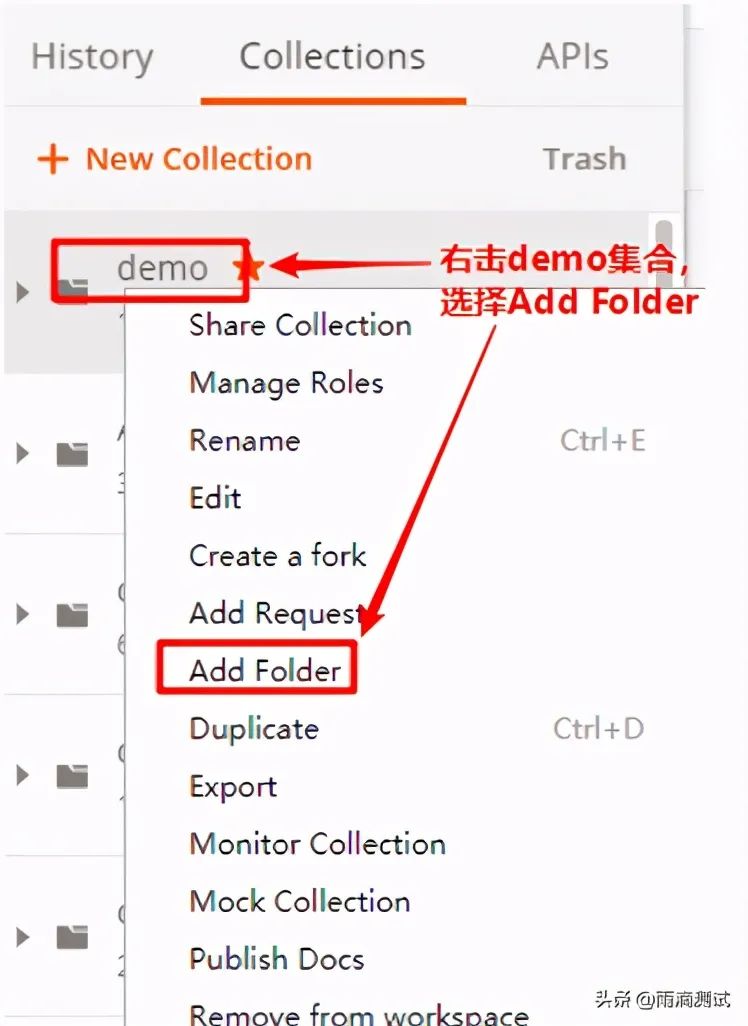 History Collections APIs
+ New Collection Trash
demo
右击demo集合，
选择Add Folder
Share Collection
Manage Roles
Rename Ctrl+E
Edit
Create a fork
Add Request
Add Folder
Duplicate Ctrl+D
Export
Monitor Collection
Mock Collection
Publish Docs
Remove from workspace
头条 @雨滴测试